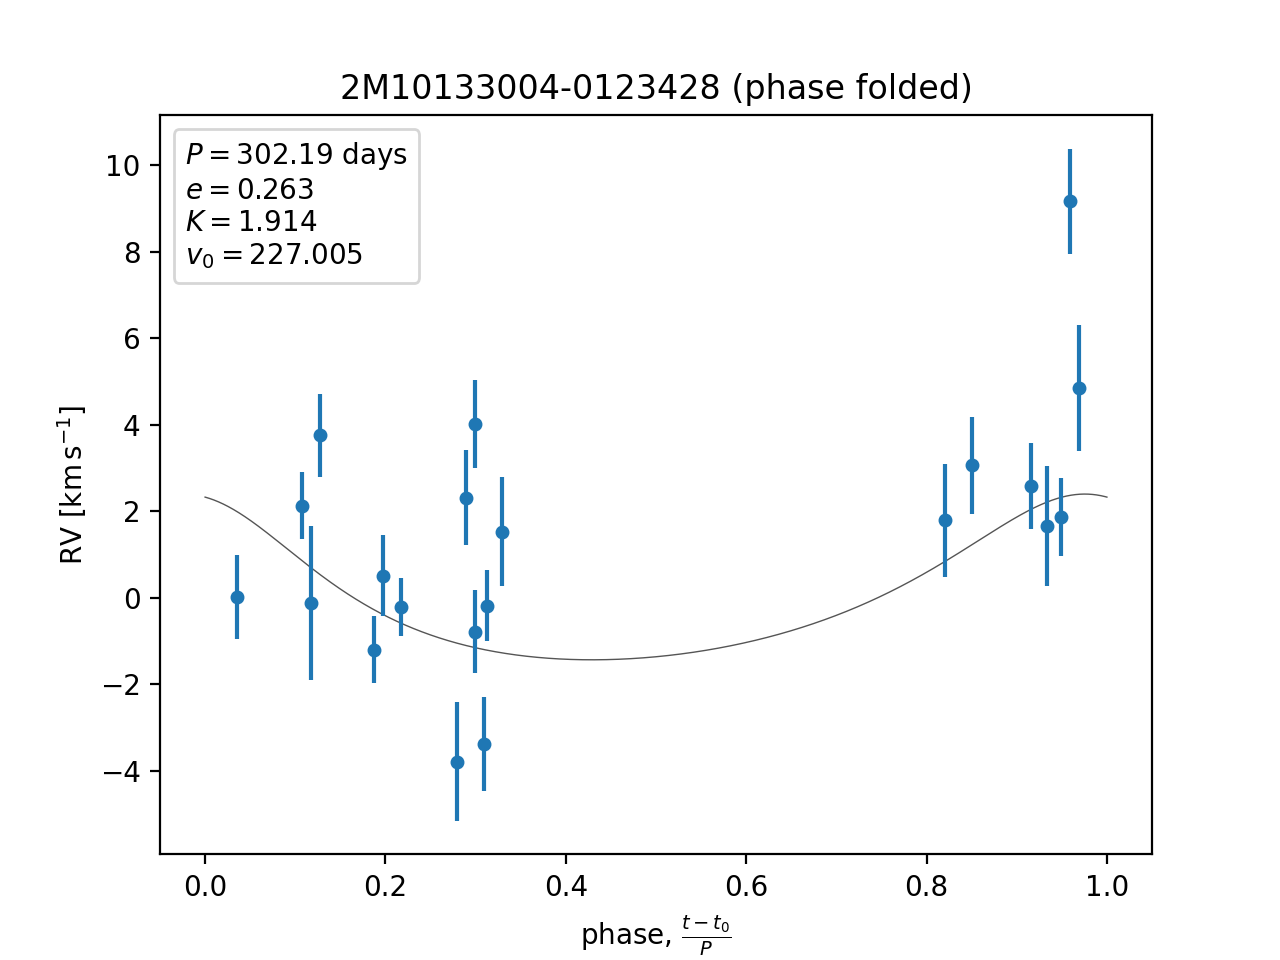 2M10133004-0123428 (phase folded)
P = 302.19 days
e = 0.263
K = 1.914
v₀ = 227.005
10
8
6
4
2
0
−2
−4
RV [km s⁻¹]
0.0 0.2 0.4 0.6 0.8 1.0
phase, (t − t₀)/P